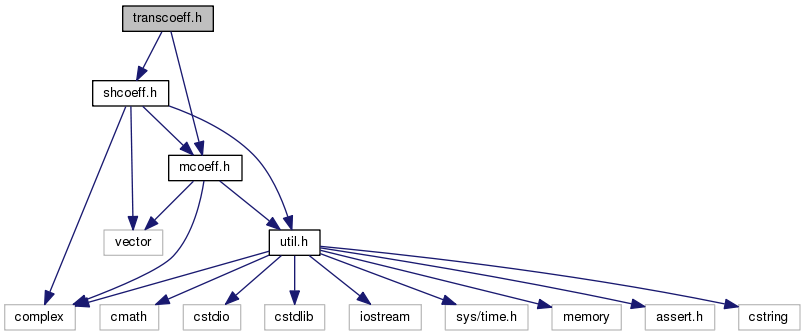 transcoeff.h
shcoeff.h
mcoeff.h
vector
util.h
complex
cmath
cstdio
cstdlib
iostream
sys/time.h
memory
assert.h
cstring